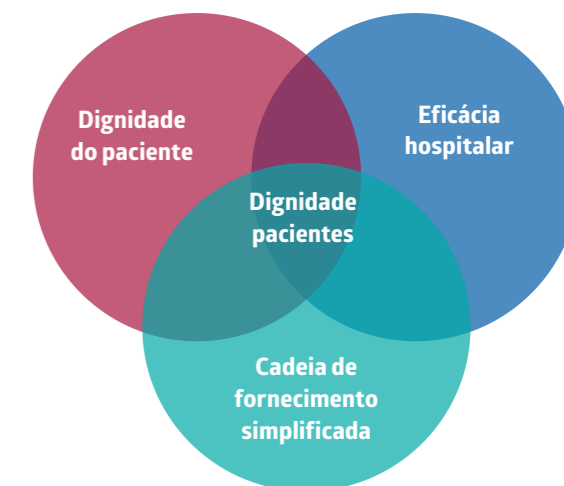 Dignidade
do paciente
Eficácia
hospitalar
Dignidade
pacientes
Cadeia de
fornecimento
simplificada